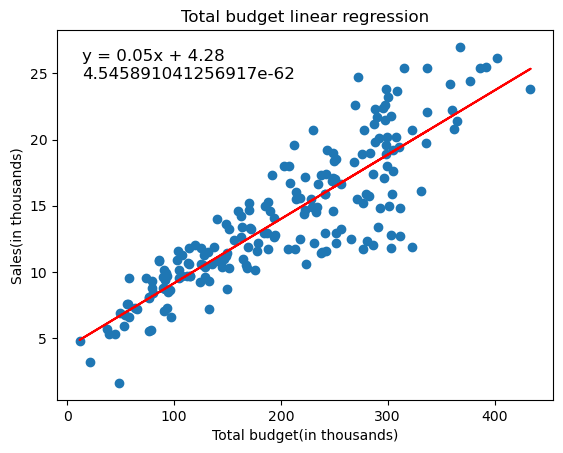 Total budget linear regression
y = 0.05x + 4.28
4.545891041256917e-62
25
20
15
10
5
Sales(in thousands)
0 100 200 300 400
Total budget(in thousands)